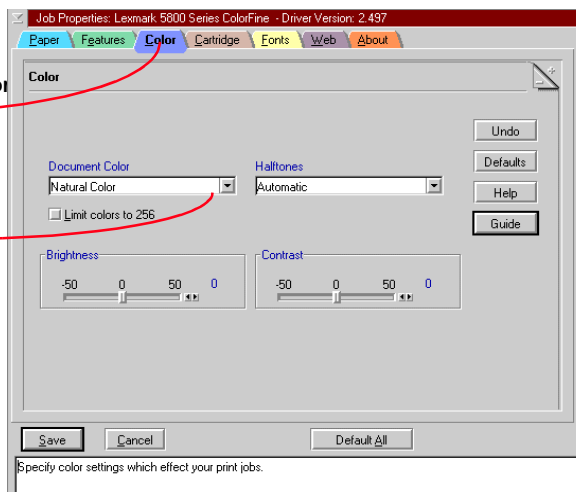 Job Properties: Lexmark 5800 Series ColorFine - Driver Version: 2.497
Paper Features Color Cartridge Fonts Web About
Color
Undo
Document Color Halftones Defaults
Natural Color Automatic
Help
Limit colors to 256
Guide
Brightness Contrast
-50 0 50 0 -50 0 50 0
Save Cancel Default All
Specify color settings which effect your print jobs.